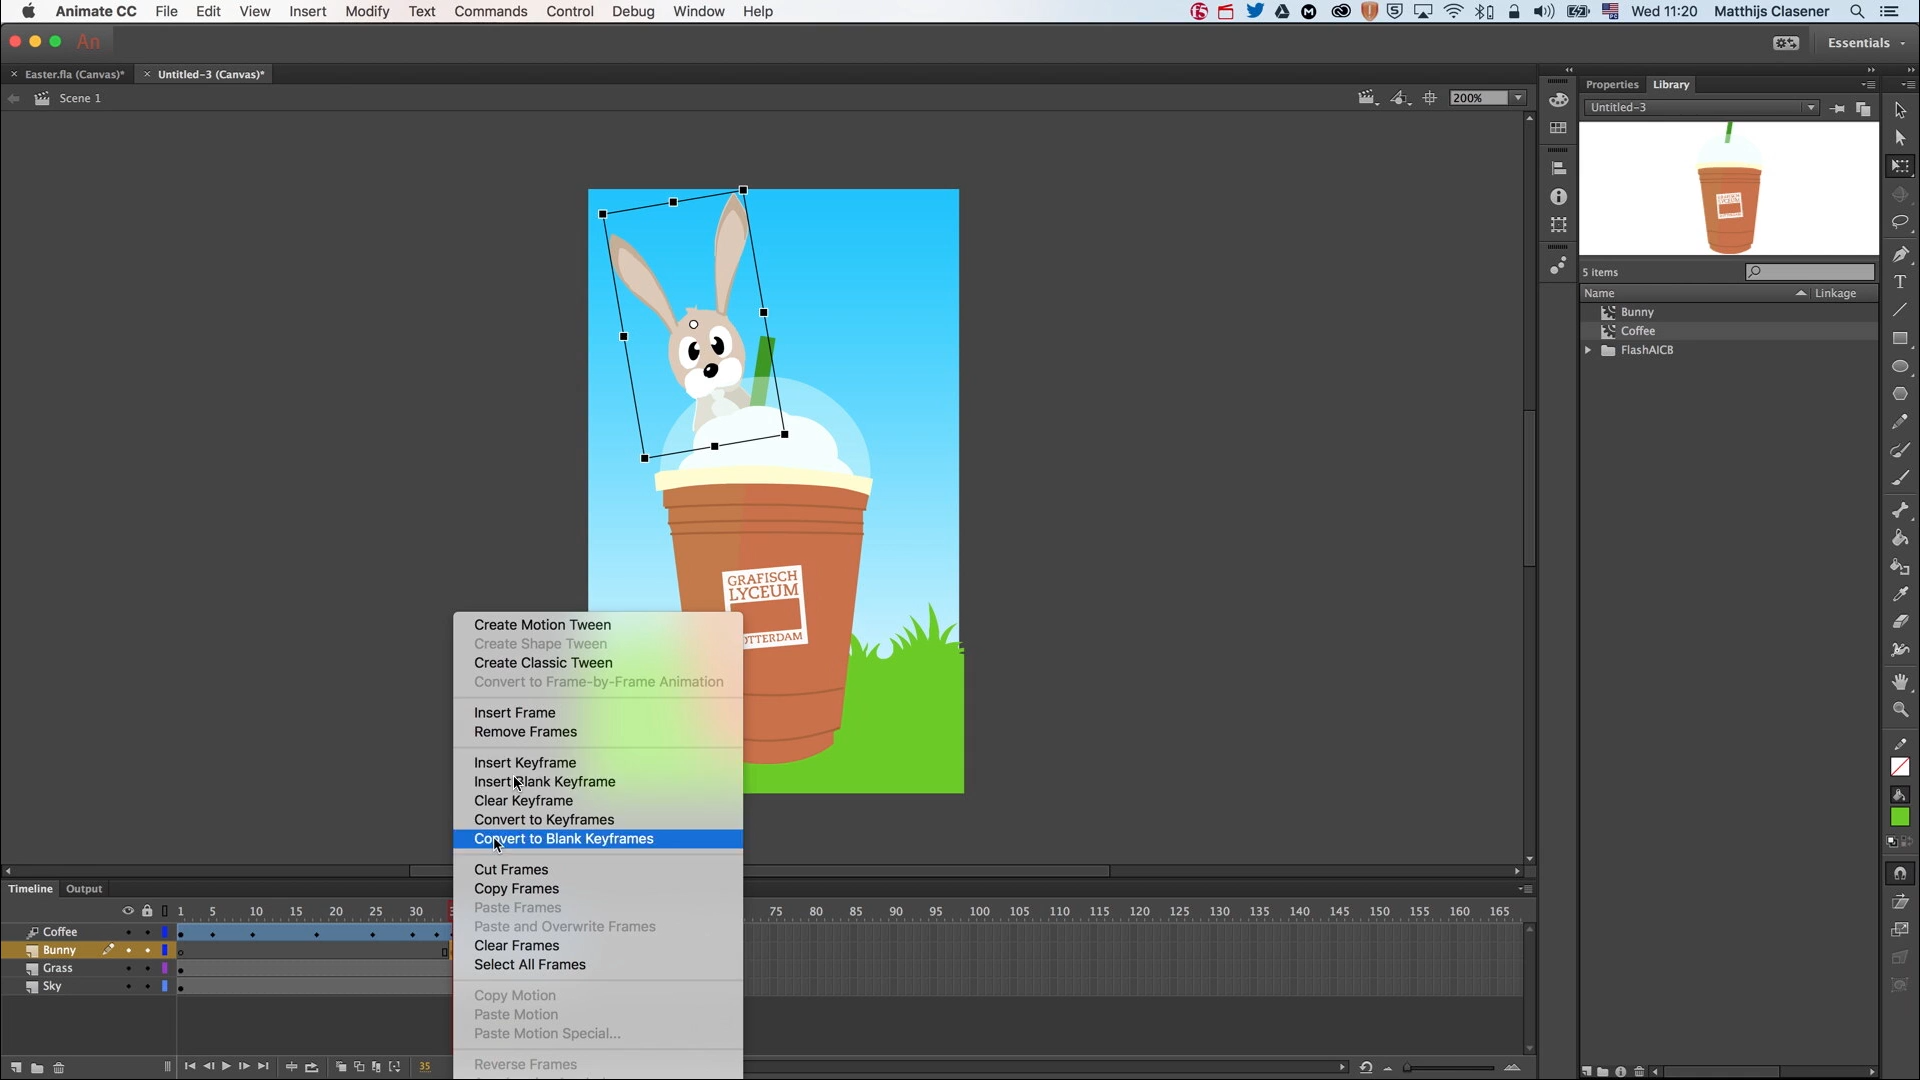 Animate CC File Edit View Insert Modify Text Commands Control Debug Window Help Wed 11:20 Matthijs Clasener
An Essentials
Easter.fla (Canvas)* Untitled-3 (Canvas)*
Scene 1 200%
Properties Library
Untitled-3
5 items
Name Linkage
Bunny
Coffee
FlashAICB
GRAFISCH
LYCEUM
OTTERDAM
Create Motion Tween
Create Shape Tween
Create Classic Tween
Convert to Frame-by-Frame Animation
Insert Frame
Remove Frames
Insert Keyframe
Insert Blank Keyframe
Clear Keyframe
Convert to Keyframes
Convert to Blank Keyframes
Cut Frames
Copy Frames
Paste Frames
Paste and Overwrite Frames
Clear Frames
Select All Frames
Copy Motion
Paste Motion
Paste Motion Special...
Reverse Frames
Timeline Output
1 5 10 15 20 25 30 75 80 85 90 95 100 105 110 115 120 125 130 135 140 145 150 155 160 165
Coffee
Bunny
Grass
Sky
35